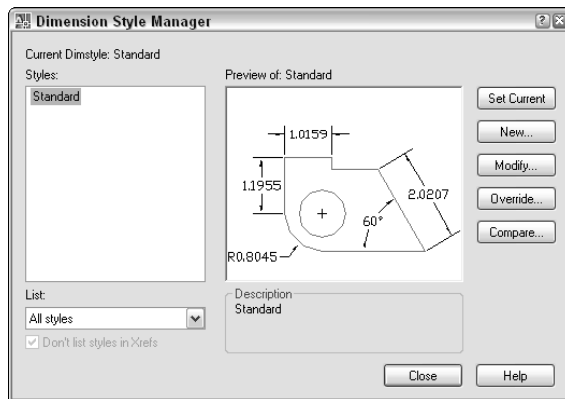 Dimension Style Manager
Current Dimstyle: Standard
Styles:
Standard
Preview of: Standard
1.0159
1.1955
2.0207
60°
R0.8045
Set Current
New...
Modify...
Override...
Compare...
List:
All styles
Don't list styles in Xrefs
Description
Standard
Close
Help